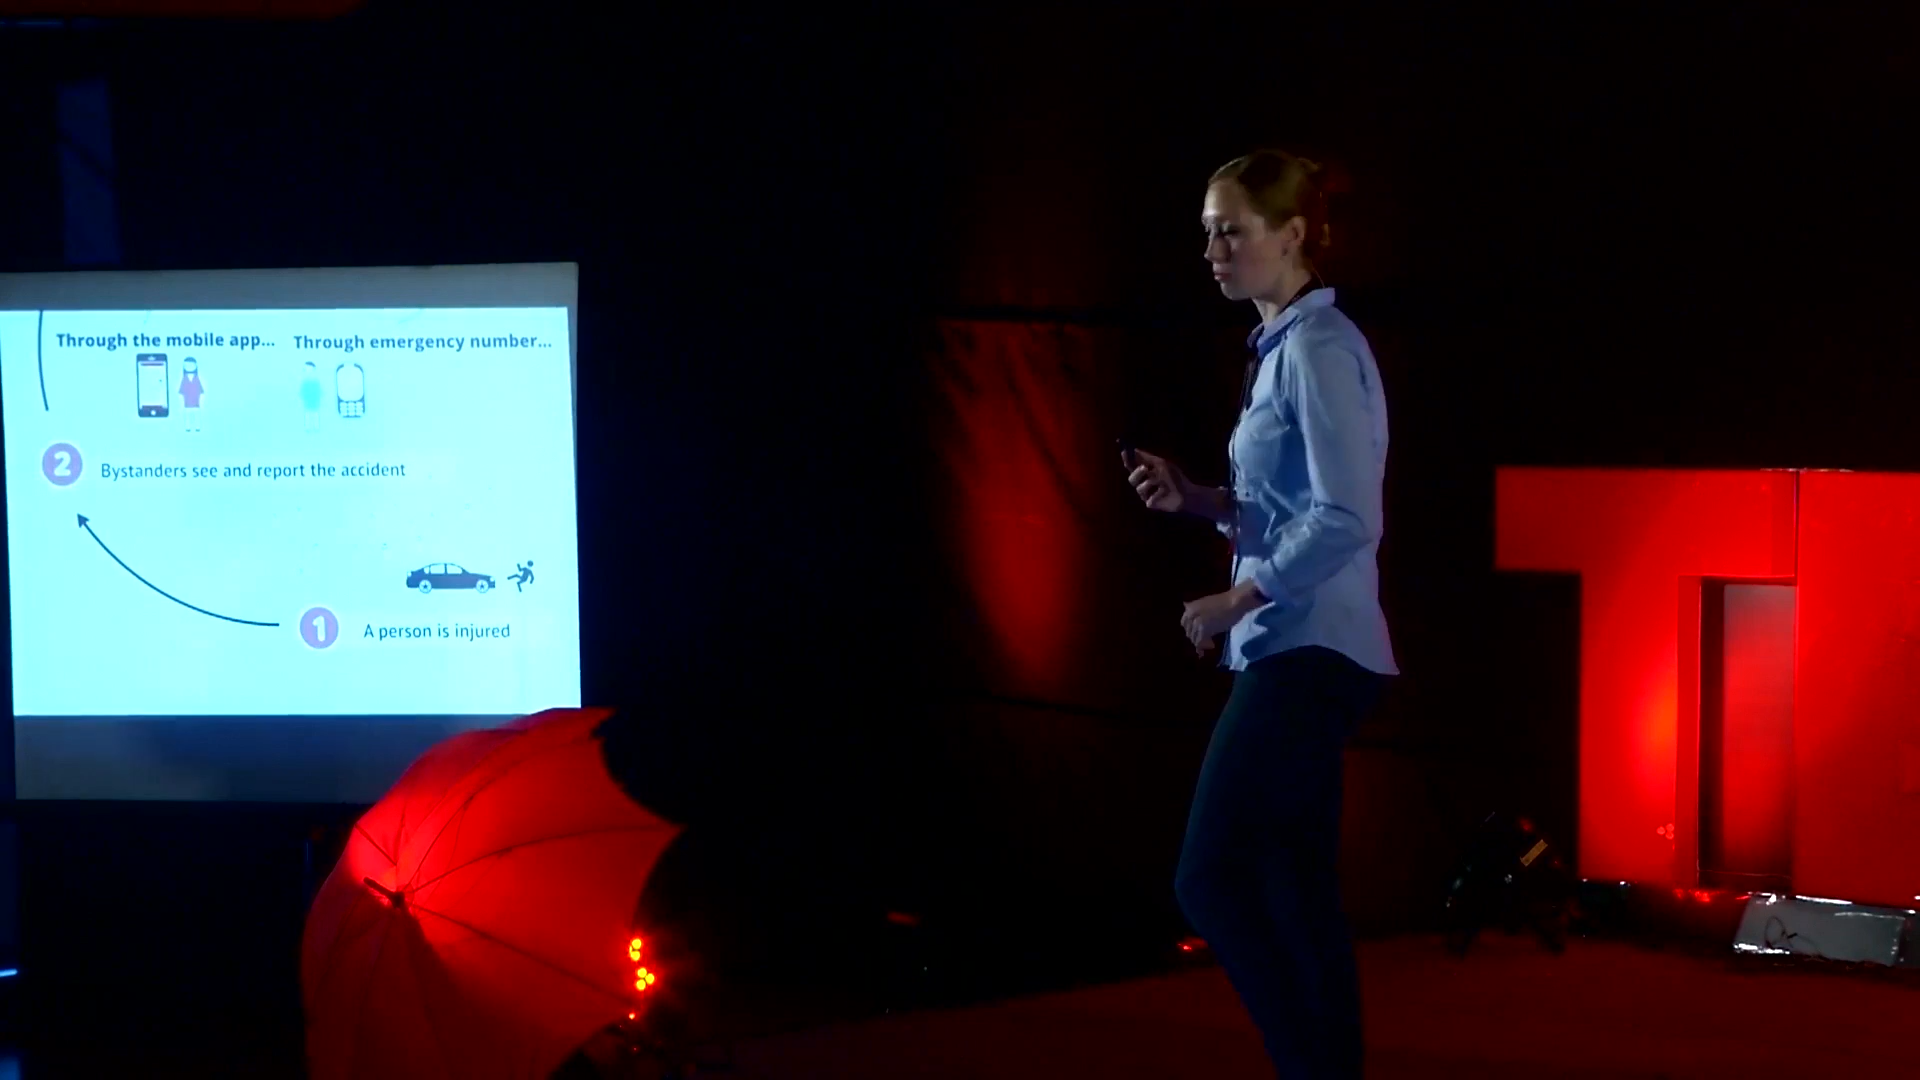 Through the mobile app... Through emergency number...
2 Bystanders see and report the accident
1 A person is injured
T